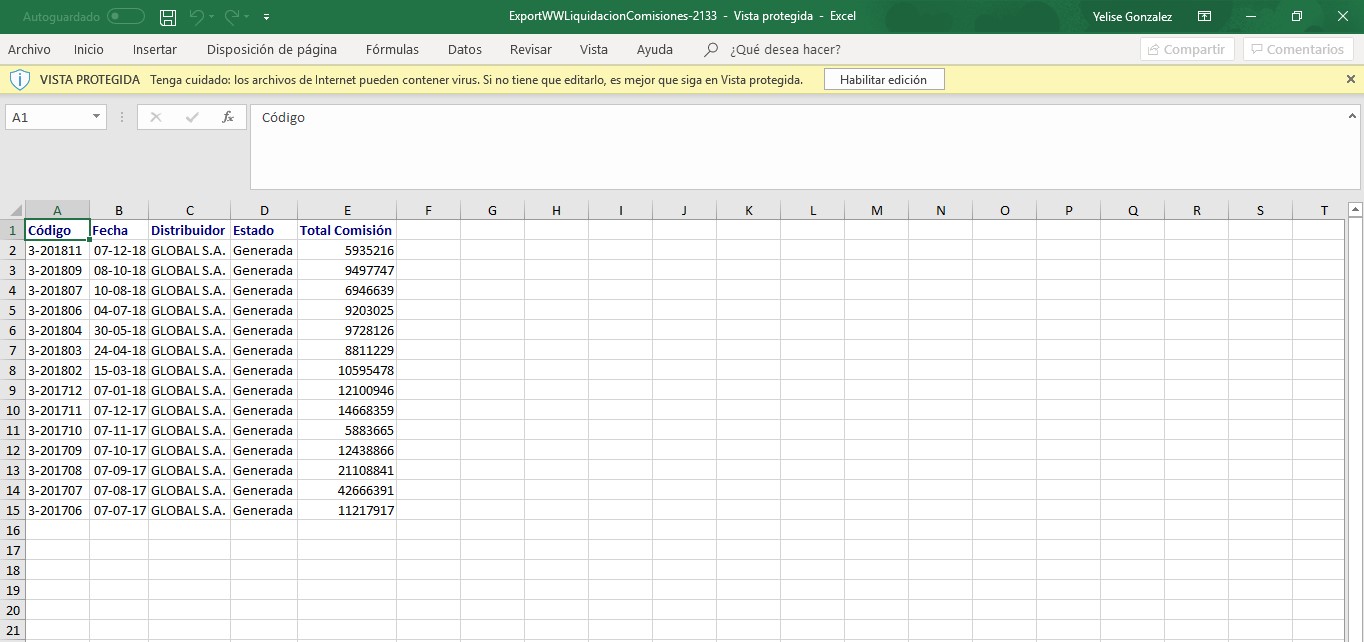 Autoguardado ExportWWLiquidacionComisiones-2133 - Vista protegida - Excel Yelise Gonzalez
Archivo Inicio Insertar Disposición de página Fórmulas Datos Revisar Vista Ayuda ¿Qué desea hacer? Compartir Comentarios
VISTA PROTEGIDA Tenga cuidado: los archivos de Internet pueden contener virus. Si no tiene que editarlo, es mejor que siga en Vista protegida. Habilitar edición
A1 fx Código
A B C D E F G H I J K L M N O P Q R S T
1 Código Fecha Distribuidor Estado Total Comisión
2 3-201811 07-12-18 GLOBAL S.A. Generada 5935216
3 3-201809 08-10-18 GLOBAL S.A. Generada 9497747
4 3-201807 10-08-18 GLOBAL S.A. Generada 6946639
5 3-201806 04-07-18 GLOBAL S.A. Generada 9203025
6 3-201804 30-05-18 GLOBAL S.A. Generada 9728126
7 3-201803 24-04-18 GLOBAL S.A. Generada 8811229
8 3-201802 15-03-18 GLOBAL S.A. Generada 10595478
9 3-201712 07-01-18 GLOBAL S.A. Generada 12100946
10 3-201711 07-12-17 GLOBAL S.A. Generada 14668359
11 3-201710 07-11-17 GLOBAL S.A. Generada 5883665
12 3-201709 07-10-17 GLOBAL S.A. Generada 12438866
13 3-201708 07-09-17 GLOBAL S.A. Generada 21108841
14 3-201707 07-08-17 GLOBAL S.A. Generada 42666391
15 3-201706 07-07-17 GLOBAL S.A. Generada 11217917
16
17
18
19
20
21